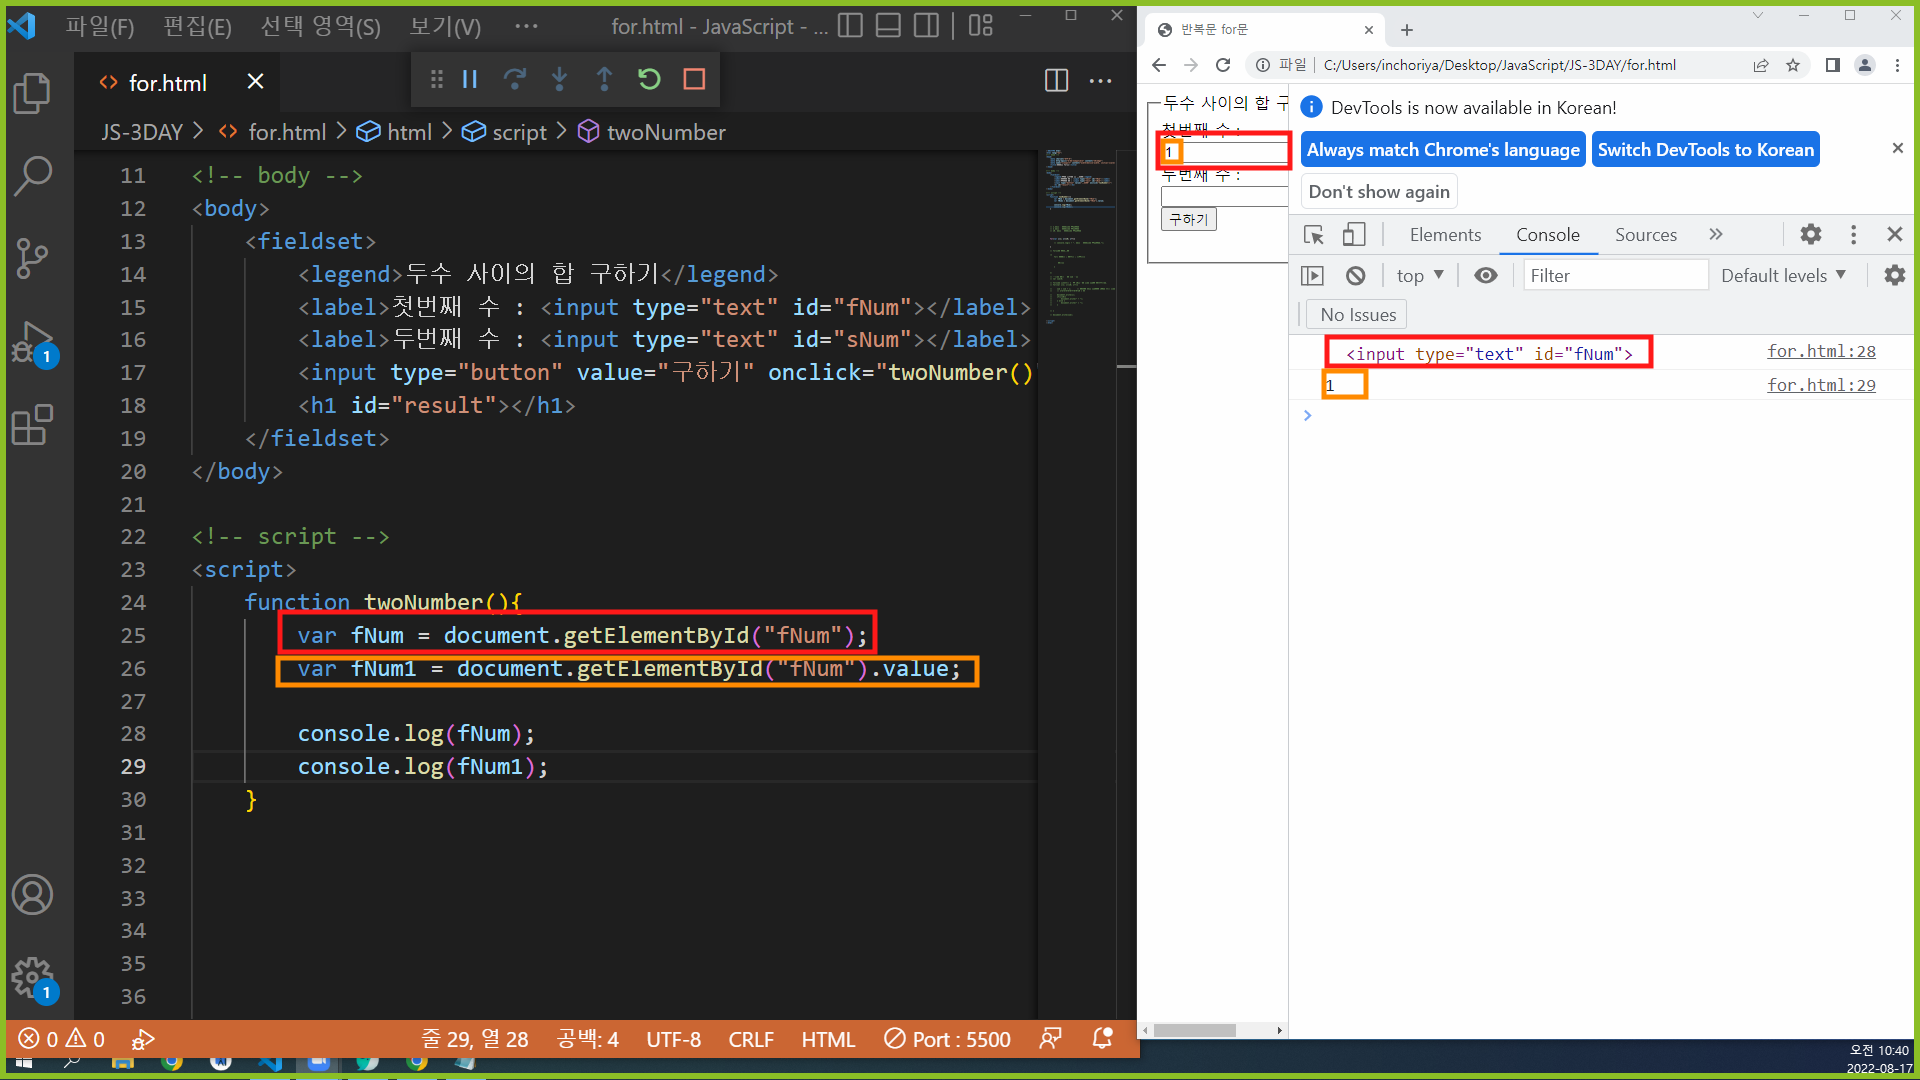 파일(F) 편집(E) 선택 영역(S) 보기(V) ··· for.html - JavaScript - ...
for.html
JS-3DAY > for.html > html > script > twoNumber
11 <!-- body -->
12 <body>
13 <fieldset>
14 <legend>두수 사이의 합 구하기</legend>
15 <label>첫번째 수 : <input type="text" id="fNum"></label>
16 <label>두번째 수 : <input type="text" id="sNum"></label>
17 <input type="button" value="구하기" onclick="twoNumber()"
18 <h1 id="result"></h1>
19 </fieldset>
20 </body>
21
22 <!-- script -->
23 <script>
24 function twoNumber(){
25 var fNum = document.getElementById("fNum");
26 var fNum1 = document.getElementById("fNum").value;
27
28 console.log(fNum);
29 console.log(fNum1);
30 }
31
32
33
34
35
36
1
1
0 0 줄 29, 열 28 공백: 4 UTF-8 CRLF HTML Port : 5500
반복문 for문
파일 | C:/Users/inchoriya/Desktop/JavaScript/JS-3DAY/for.html
두수 사이의 합 구
첫번째 수 :
1
두번째 수 :
구하기
DevTools is now available in Korean!
Always match Chrome's language Switch DevTools to Korean
Don't show again
Elements Console Sources
top Filter Default levels
No Issues
<input type="text" id="fNum"> for.html:28
1 for.html:29
오전 10:40
2022-08-17